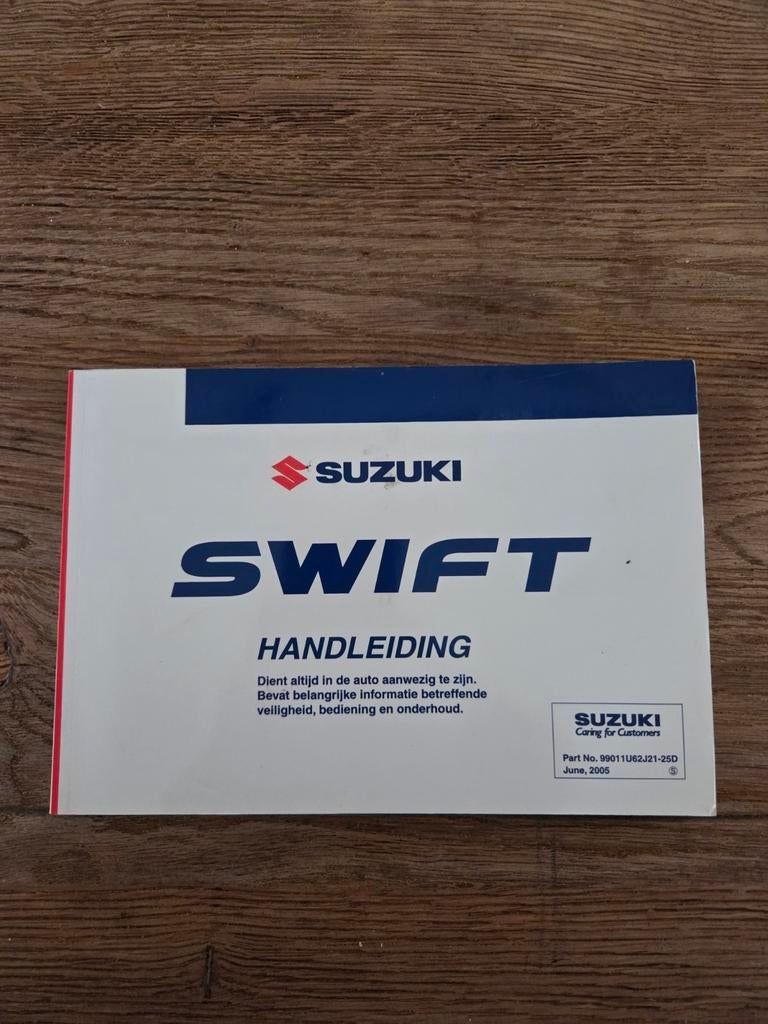 SUZUKI
SWIFT
HANDLEIDING
Dient altijd in de auto aanwezig te zijn.
Bevat belangrijke informatie betreffende
veiligheid, bediening en onderhoud.
SUZUKI
Caring for Customers
Part No. 99011U62J21-25D
June, 2005 Ⓢ